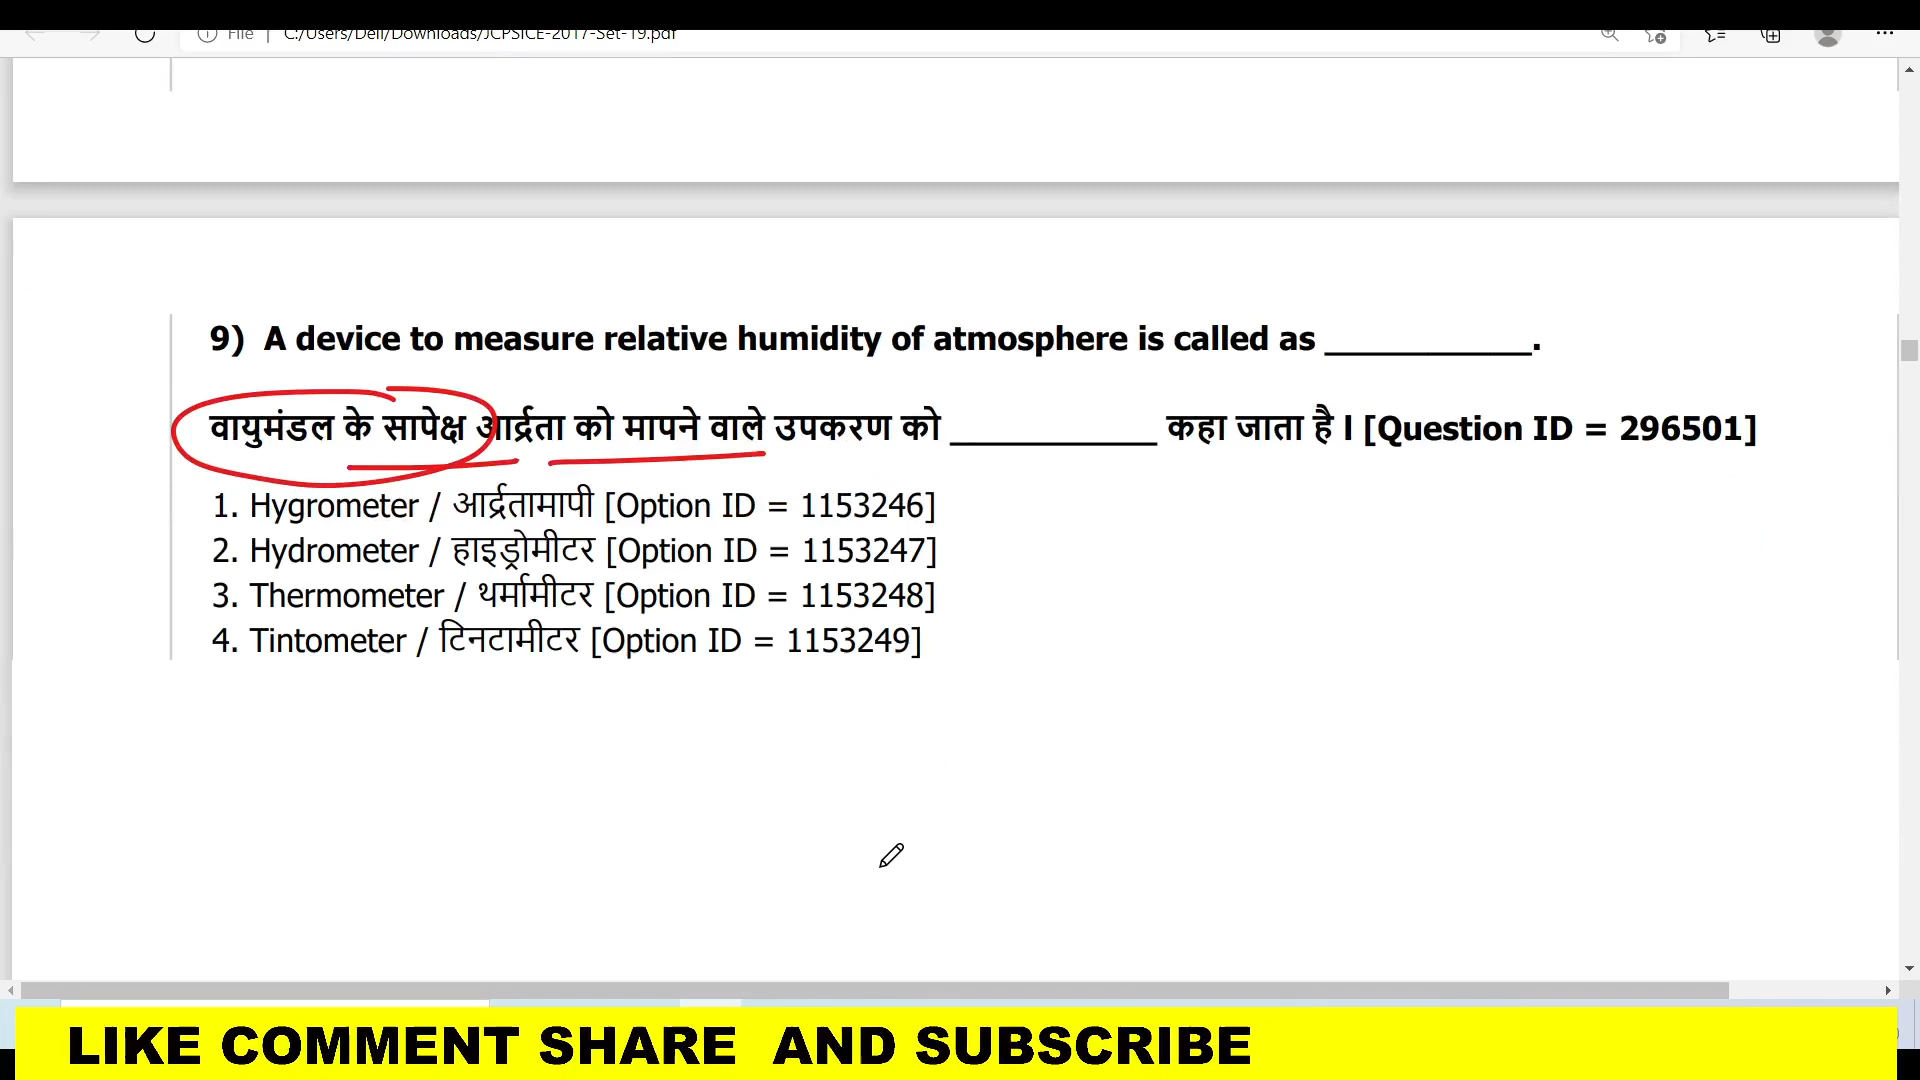 File | C:/Users/Dell/Downloads/JCPSICE-2017-Set-19.pdf
9) A device to measure relative humidity of atmosphere is called as ____________.
वायुमंडल के सापेक्ष आर्द्रता को मापने वाले उपकरण को ____________ कहा जाता है l [Question ID = 296501]
1. Hygrometer / आर्द्रतामापी [Option ID = 1153246]
2. Hydrometer / हाइड्रोमीटर [Option ID = 1153247]
3. Thermometer / थर्मामीटर [Option ID = 1153248]
4. Tintometer / टिनटामीटर [Option ID = 1153249]
LIKE COMMENT SHARE AND SUBSCRIBE